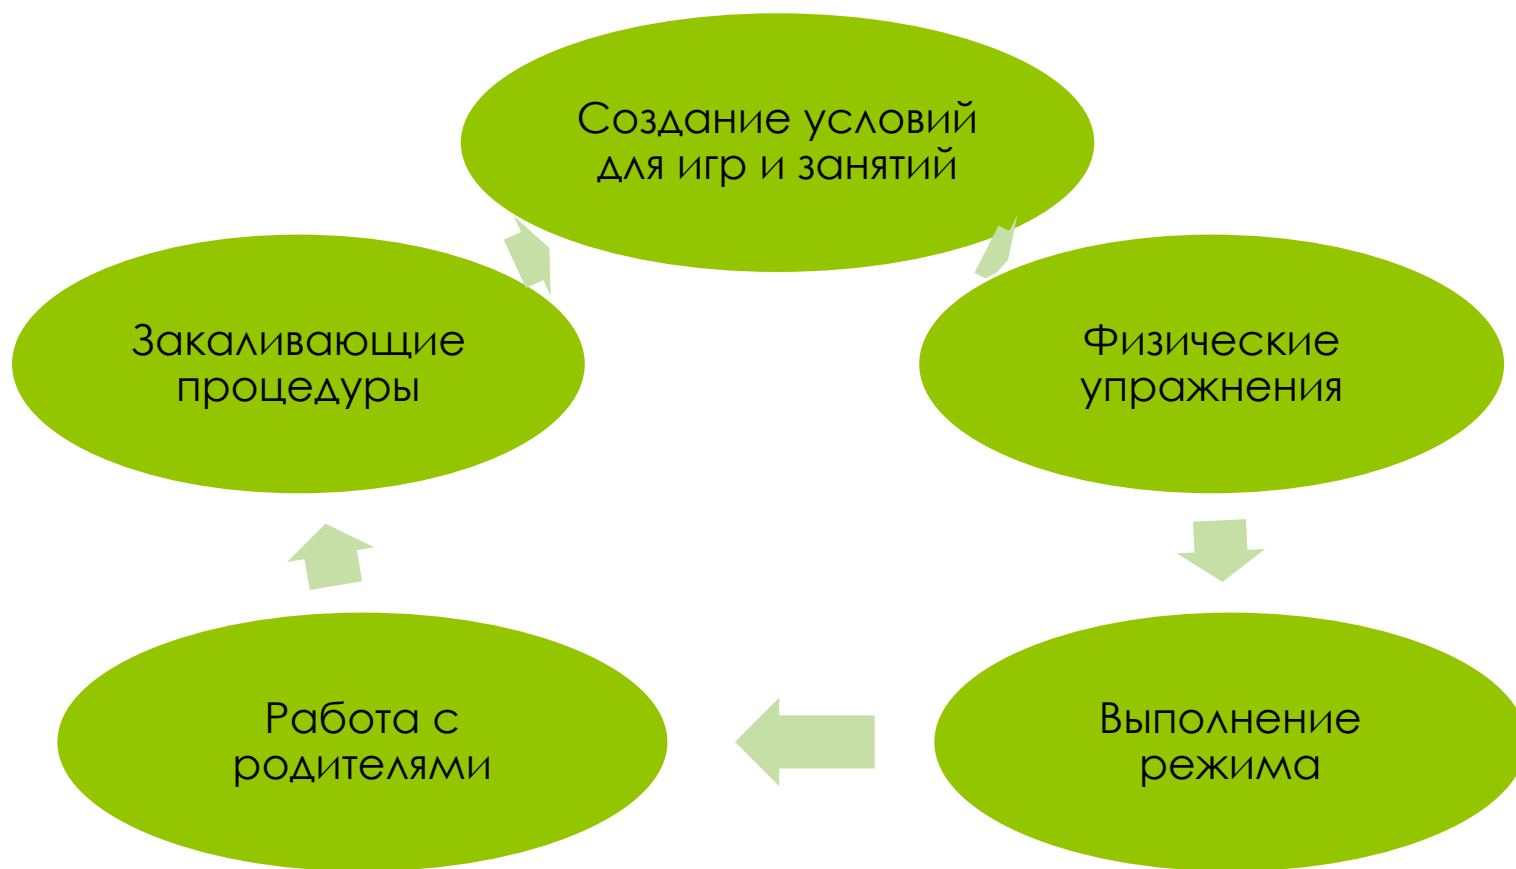 Создание условий
для игр и занятий
Физические
упражнения
Выполнение
режима
Работа с
родителями
Закаливающие
процедуры